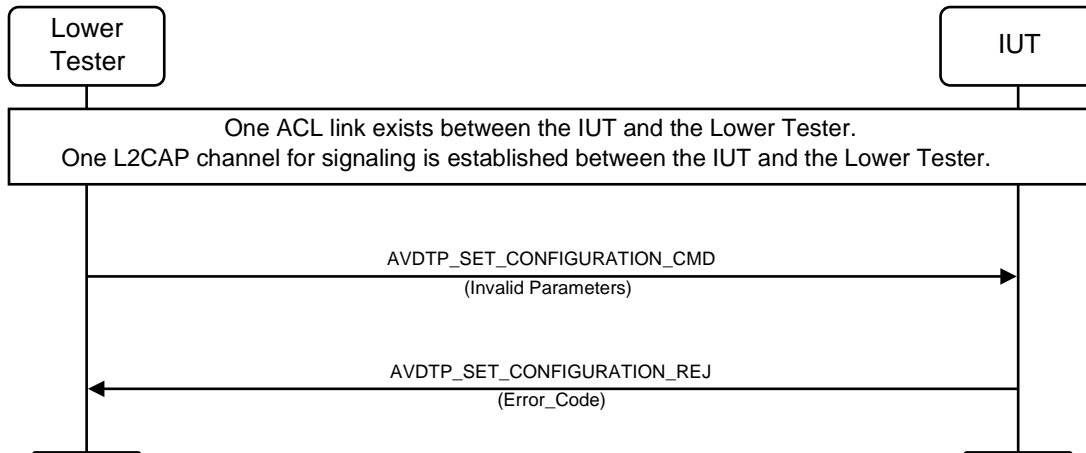 Lower
Tester
IUT
One ACL link exists between the IUT and the Lower Tester.
One L2CAP channel for signaling is established between the IUT and the Lower Tester.
AVDTP_SET_CONFIGURATION_CMD
(Invalid Parameters)
AVDTP_SET_CONFIGURATION_REJ
(Error_Code)